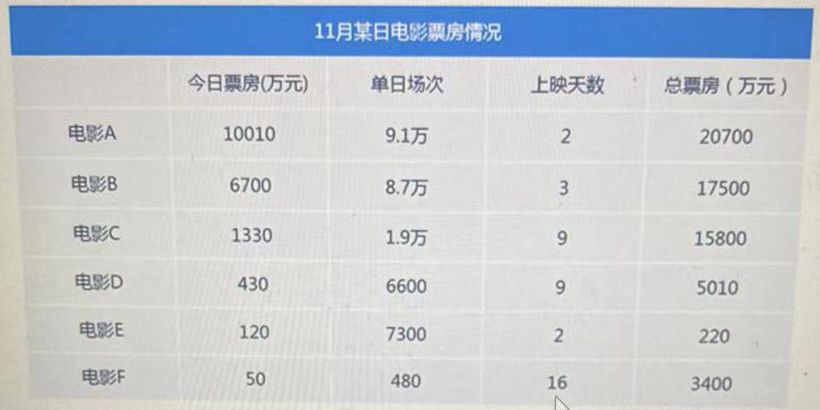 11月某日电影票房情况
今日票房(万元) 单日场次 上映天数 总票房（万元）
电影A 10010 9.1万 2 20700
电影B 6700 8.7万 3 17500
电影C 1330 1.9万 9 15800
电影D 430 6600 9 5010
电影E 120 7300 2 220
电影F 50 480 16 3400